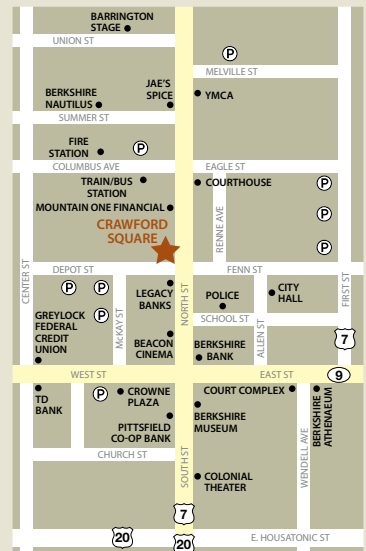 BARRINGTON
STAGE
UNION ST
P
MELVILLE ST
JAE'S
SPICE
BERKSHIRE
NAUTILUS
YMCA
SUMMER ST
FIRE
STATION
P
COLUMBUS AVE
EAGLE ST
TRAIN/BUS
STATION
COURTHOUSE
P
MOUNTAIN ONE FINANCIAL
RENNE AVE
P
CRAWFORD
SQUARE
P
CENTER ST
DEPOT ST
NORTH ST
FENN ST
FIRST ST
P
P
LEGACY
BANKS
POLICE
CITY
HALL
GREYLOCK
FEDERAL
CREDIT
UNION
P
McKAY ST
SCHOOL ST
ALLEN ST
7
BEACON
CINEMA
BERKSHIRE
BANK
WEST ST
EAST ST
9
TD
BANK
P
CROWNE
PLAZA
COURT COMPLEX
BERKSHIRE
ATHENAEUM
PITTSFIELD
CO-OP BANK
BERKSHIRE
MUSEUM
CHURCH ST
SOUTH ST
WENDELL AVE
COLONIAL
THEATER
7
20
20
E. HOUSATONIC ST